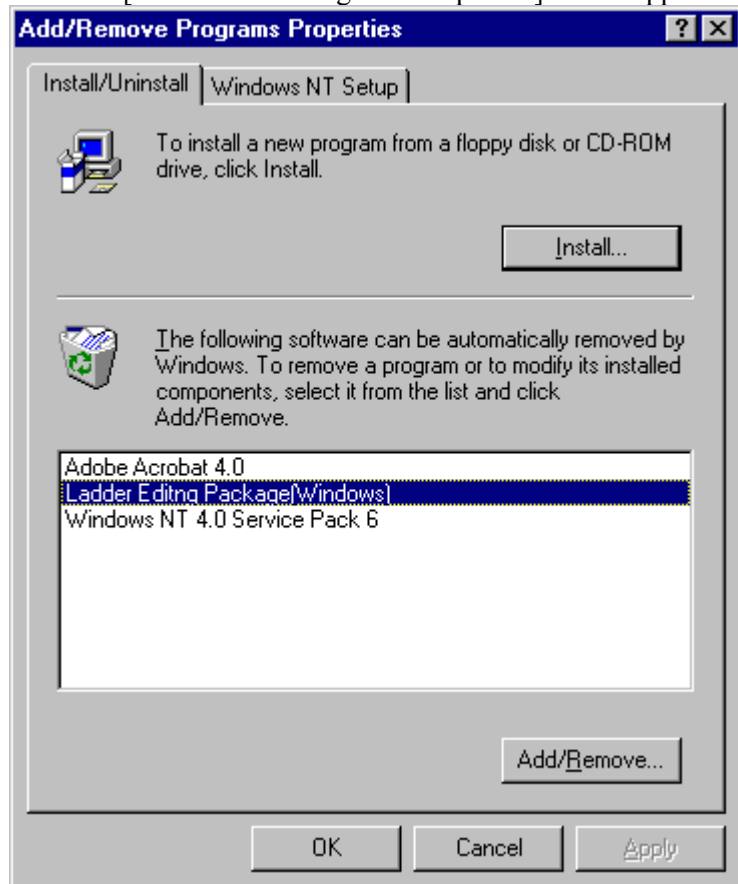 Add/Remove Programs Properties
Install/Uninstall
Windows NT Setup
To install a new program from a floppy disk or CD-ROM
drive, click Install.
Install...
The following software can be automatically removed by
Windows. To remove a program or to modify its installed
components, select it from the list and click
Add/Remove.
Adobe Acrobat 4.0
Ladder Editng Package(Windows)
Windows NT 4.0 Service Pack 6
Add/Remove...
OK
Cancel
Apply